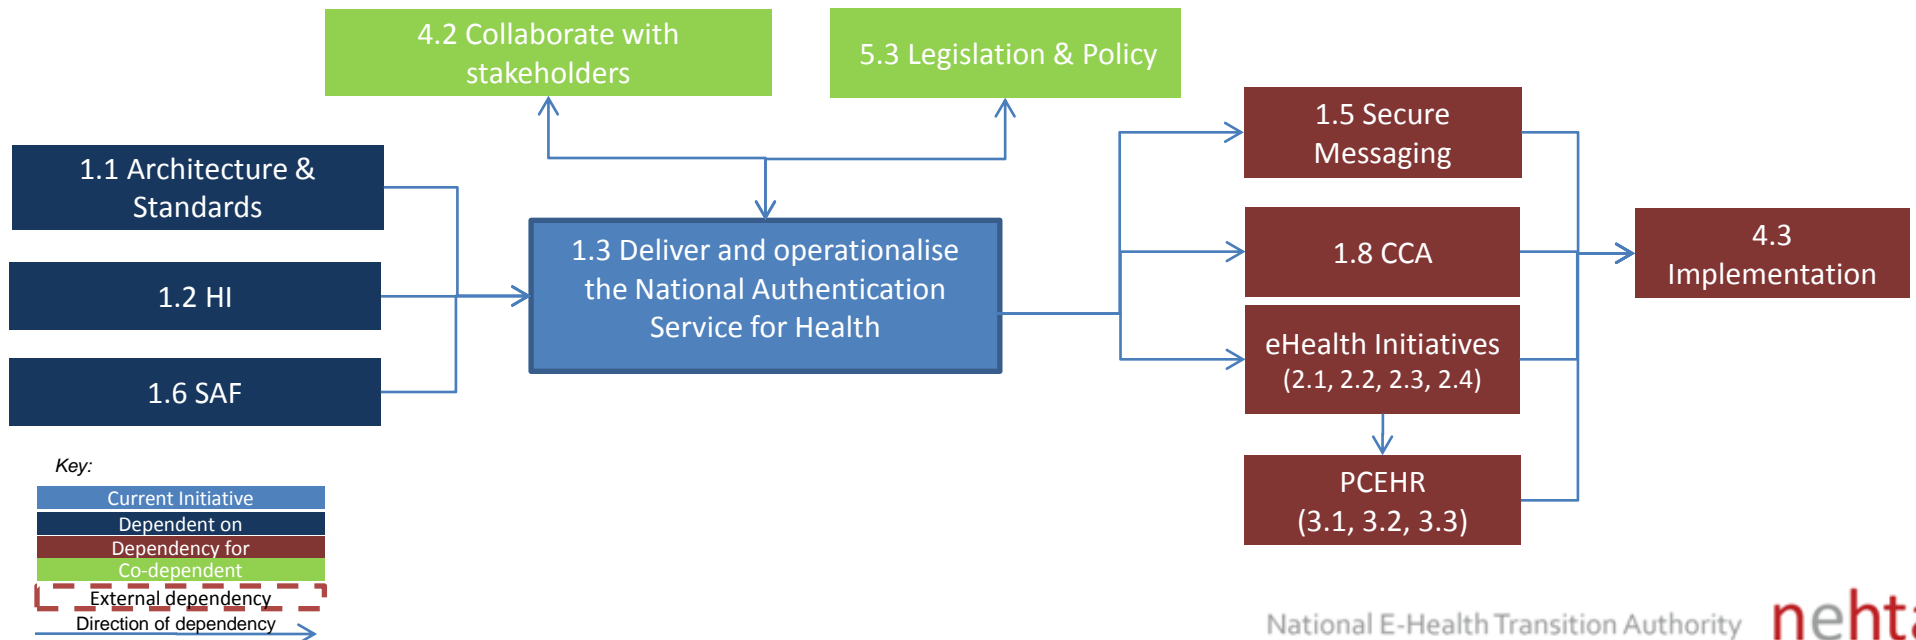 4.2 Collaborate with
stakeholders
5.3 Legislation & Policy
1.1 Architecture &
Standards
1.2 HI
1.6 SAF
1.3 Deliver and operationalise
the National Authentication
Service for Health
1.5 Secure
Messaging
1.8 CCA
eHealth Initiatives
(2.1, 2.2, 2.3, 2.4)
PCEHR
(3.1, 3.2, 3.3)
4.3
Implementation
Key:
Current Initiative
Dependent on
Dependency for
Co-dependent
External dependency
Direction of dependency
National E-Health Transition Authority nehta